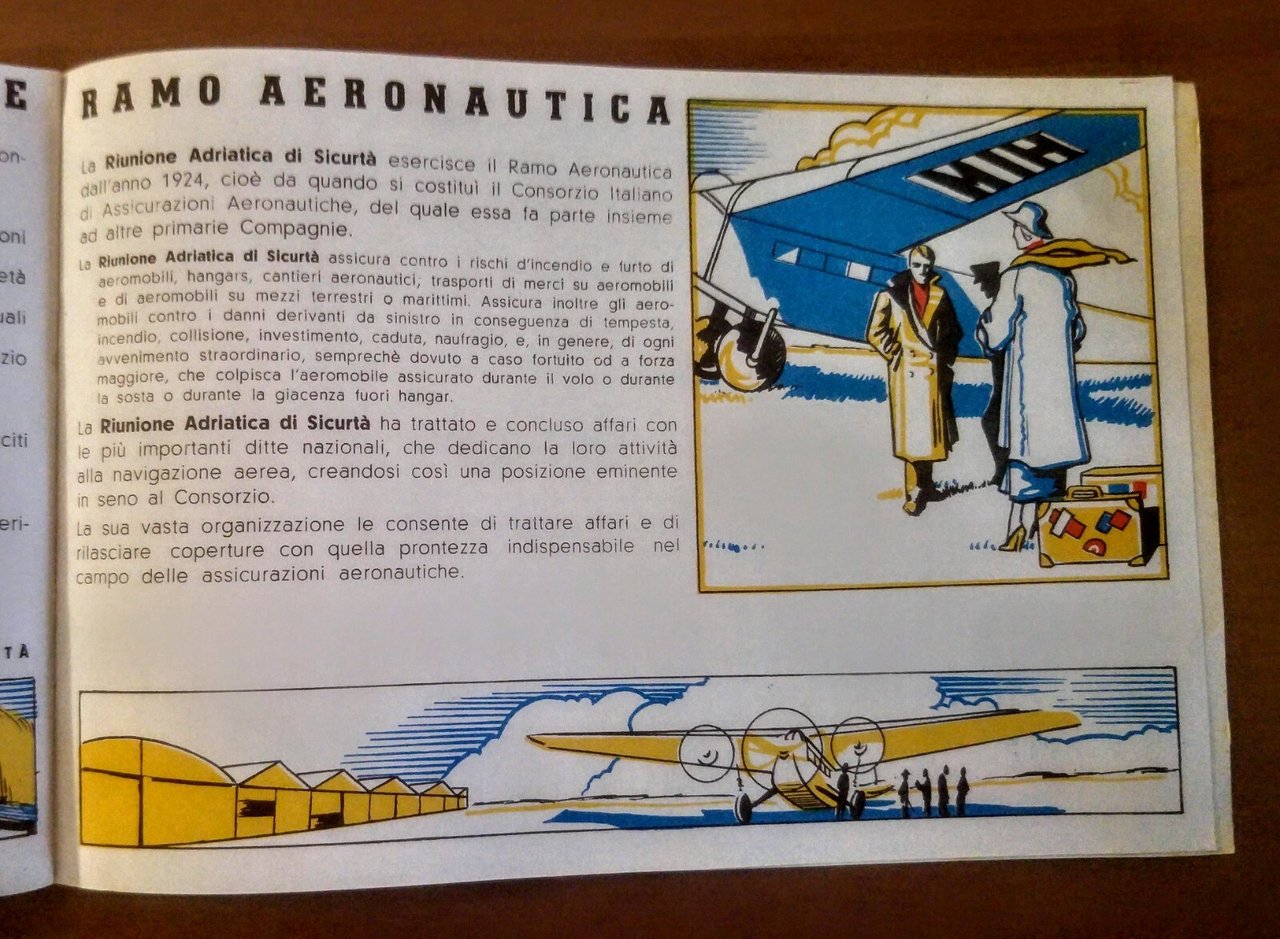 E
on-
oni
età
uali
zio
citi
eri-
TÀ
RAMO AERONAUTICA
La Riunione Adriatica di Sicurtà esercisce il Ramo Aeronautica
dall'anno 1924, cioè da quando si costituì il Consorzio Italiano
di Assicurazioni Aeronautiche, del quale essa fa parte insieme
ad altre primarie Compagnie.
La Riunione Adriatica di Sicurtà assicura contro i rischi d'incendio e furto di
aeromobili, hangars, cantieri aeronautici; trasporti di merci su aeromobili
e di aeromobili su mezzi terrestri o marittimi. Assicura inoltre gli aero-
mobili contro i danni derivanti da sinistro in conseguenza di tempesta,
incendio, collisione, investimento, caduta, naufragio, e, in genere, di ogni
avvenimento straordinario, semprechè dovuto a caso fortuito od a forza
maggiore, che colpisca l'aeromobile assicurato durante il volo o durante
la sosta o durante la giacenza fuori hangar.
La Riunione Adriatica di Sicurtà ha trattato e concluso affari con
le più importanti ditte nazionali, che dedicano la loro attività
alla navigazione aerea, creandosi così una posizione eminente
in seno al Consorzio.
La sua vasta organizzazione le consente di trattare affari e di
rilasciare coperture con quella prontezza indispensabile nel
campo delle assicurazioni aeronautiche.